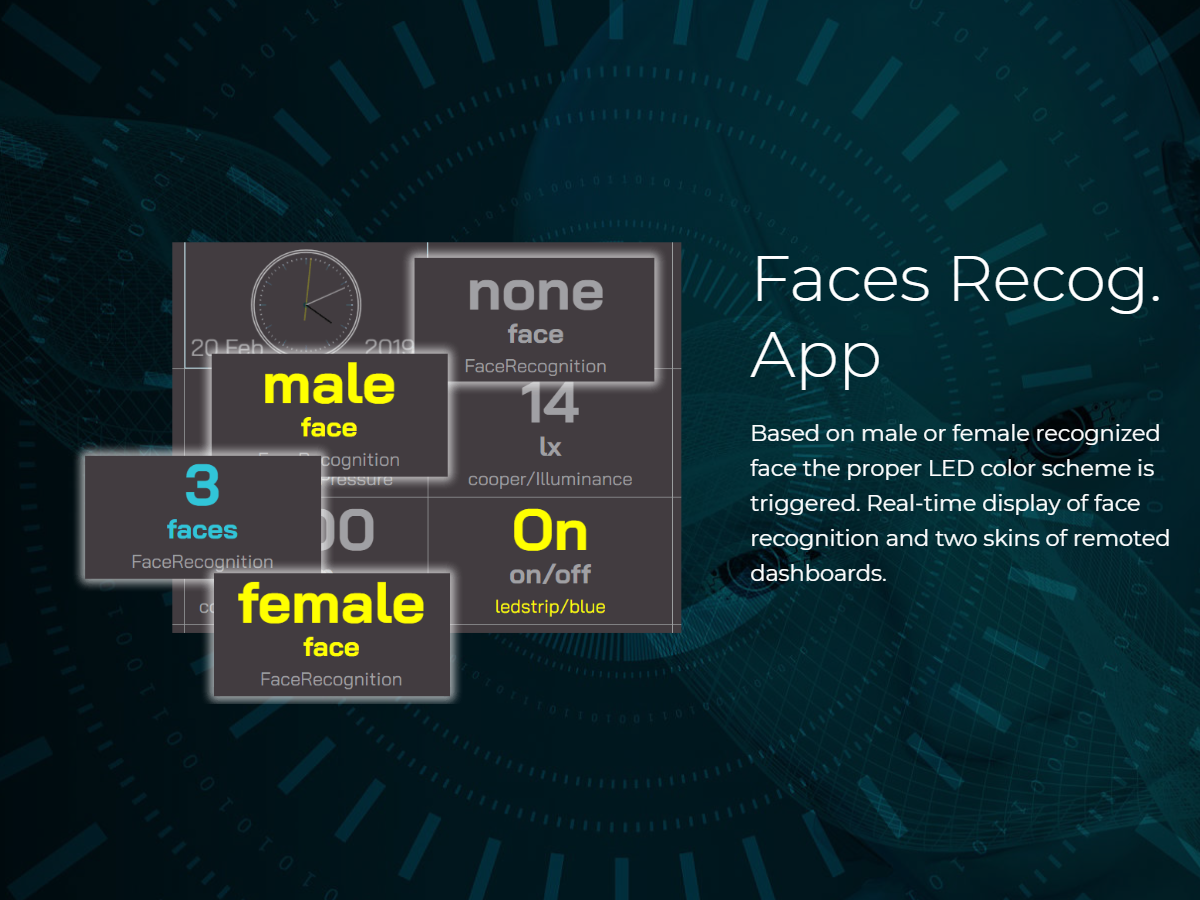 20 Feb 2019
none
face
FaceRecognition
male
face
FaceRecognition
14
lx
cooper/Illuminance
3
faces
FaceRecognition
00
On
on/off
ledstrip/blue
female
face
FaceRecognition
Faces Recog.
App
Based on male or female recognized
face the proper LED color scheme is
triggered. Real-time display of face
recognition and two skins of remoted
dashboards.